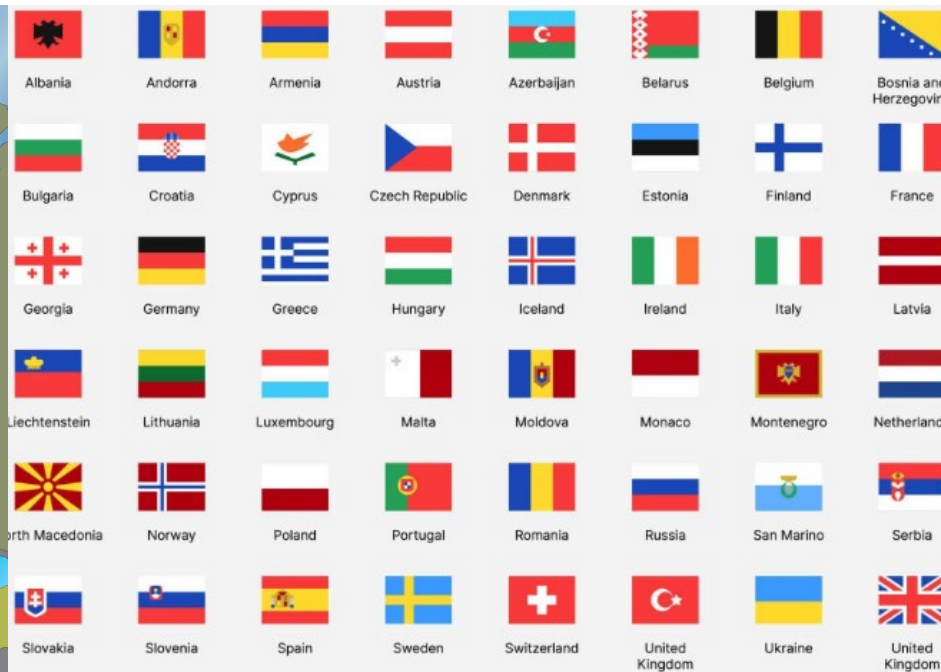 Albania
Andorra
Armenia
Austria
Azerbaijan
Belarus
Belgium
Bosnia and
Herzegovin
Bulgaria
Croatia
Cyprus
Czech Republic
Denmark
Estonia
Finland
France
Georgia
Germany
Greece
Hungary
Iceland
Ireland
Italy
Latvia
Liechtenstein
Lithuania
Luxembourg
Malta
Moldova
Monaco
Montenegro
Netherland
orth Macedonia
Norway
Poland
Portugal
Romania
Russia
San Marino
Serbia
Slovakia
Slovenia
Spain
Sweden
Switzerland
United
Kingdom
Ukraine
United
Kingdom